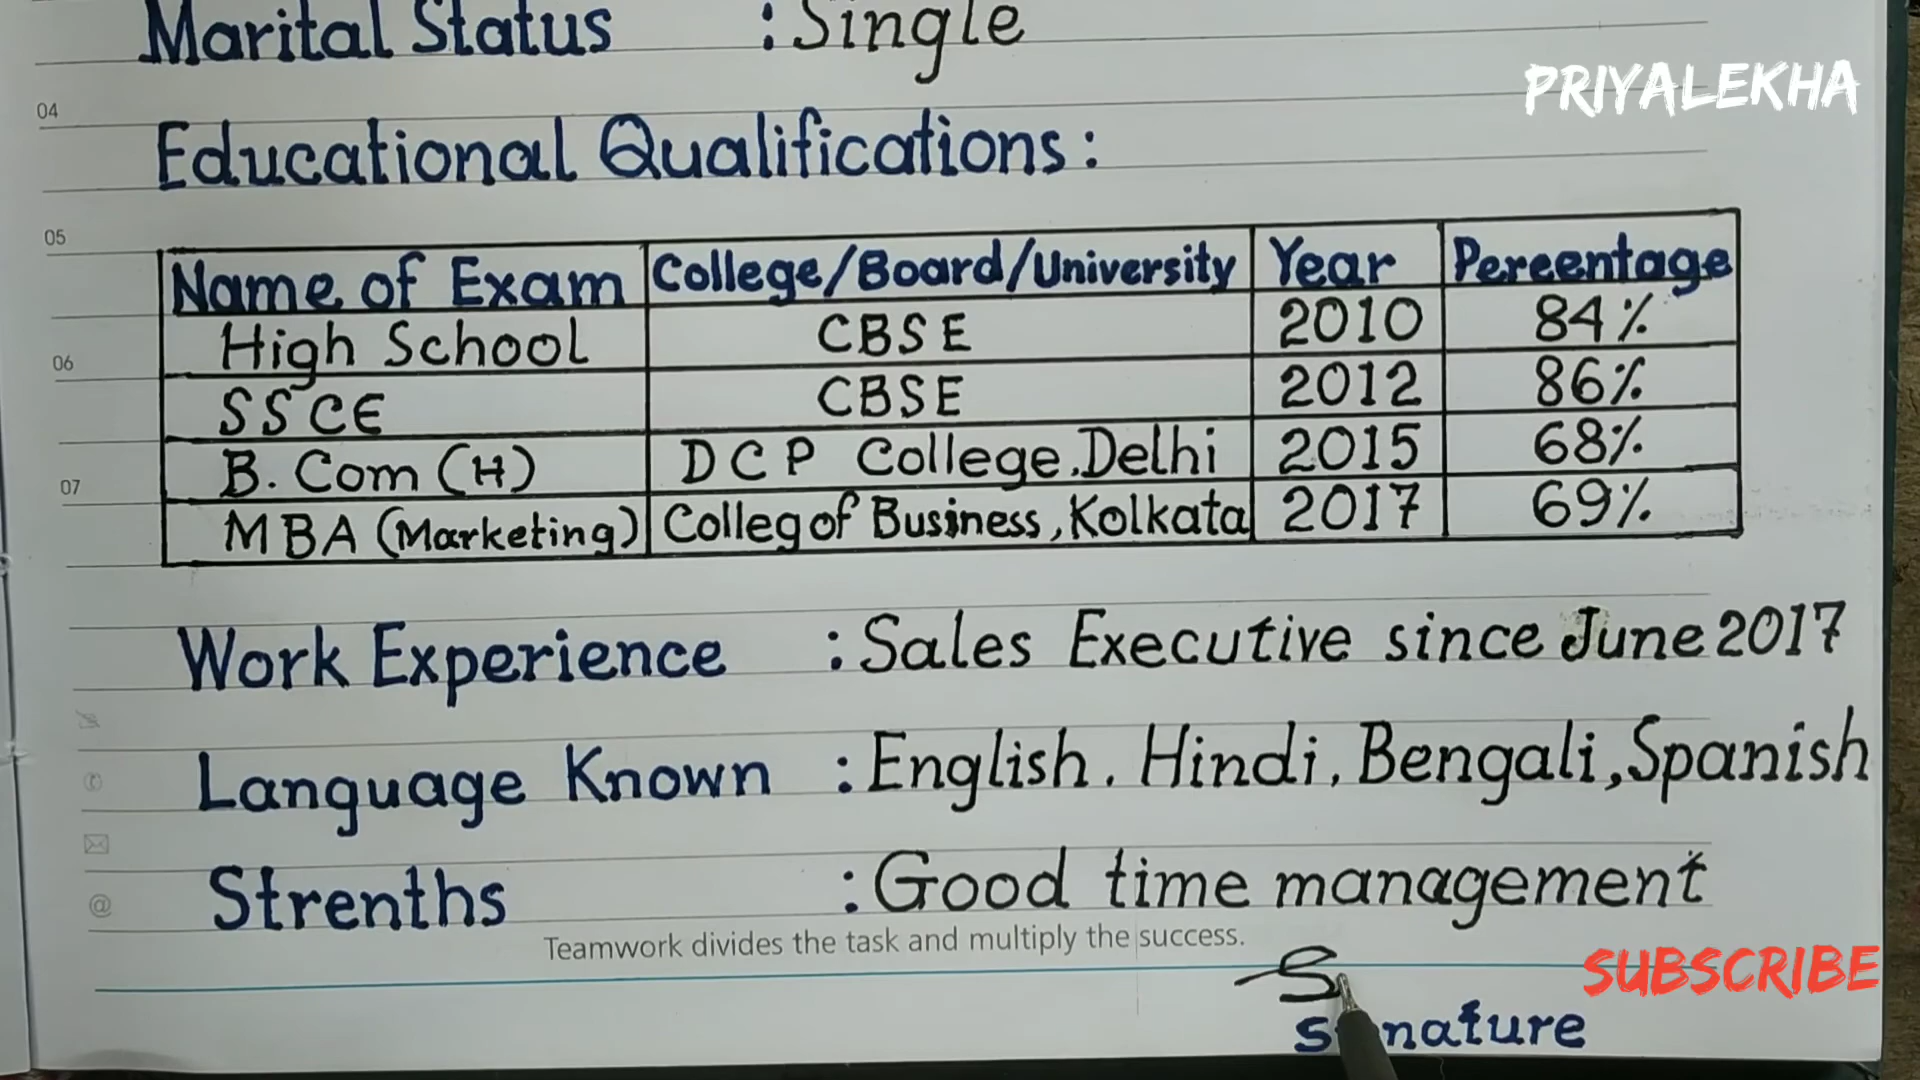 Marital Status : Single
PRIYALEKHA
04
Educational Qualifications :
05
Name of Exam College/Board/University Year Percentage
High School CBSE 2010 84%
06
SSCE CBSE 2012 86%
B. Com (H) DCP College, Delhi 2015 68%
07
MBA (Marketing) Colleg of Business, Kolkata 2017 69%
Work Experience : Sales Executive since June 2017
Language Known : English, Hindi, Bengali, Spanish
Strenths : Good time management
@
Teamwork divides the task and multiply the success.
SUBSCRIBE